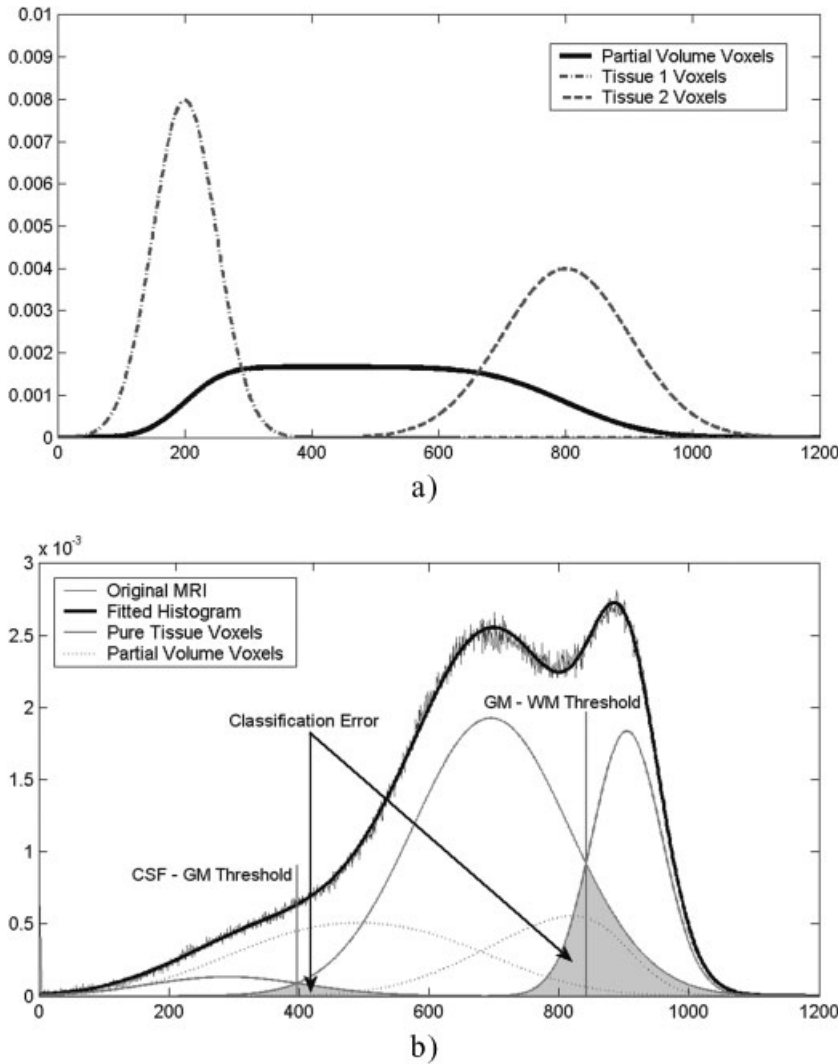 0.01
0.009
0.008
0.007
0.006
0.005
0.004
0.003
0.002
0.001
0
Partial Volume Voxels
Tissue 1 Voxels
Tissue 2 Voxels
0 200 400 600 800 1000 1200
a)
x 10-3
3
2.5
2
1.5
1
0.5
0
Original MRI
Fitted Histogram
Pure Tissue Voxels
Partial Volume Voxels
Classification Error
GM - WM Threshold
CSF - GM Threshold
0 200 400 600 800 1000 1200
b)